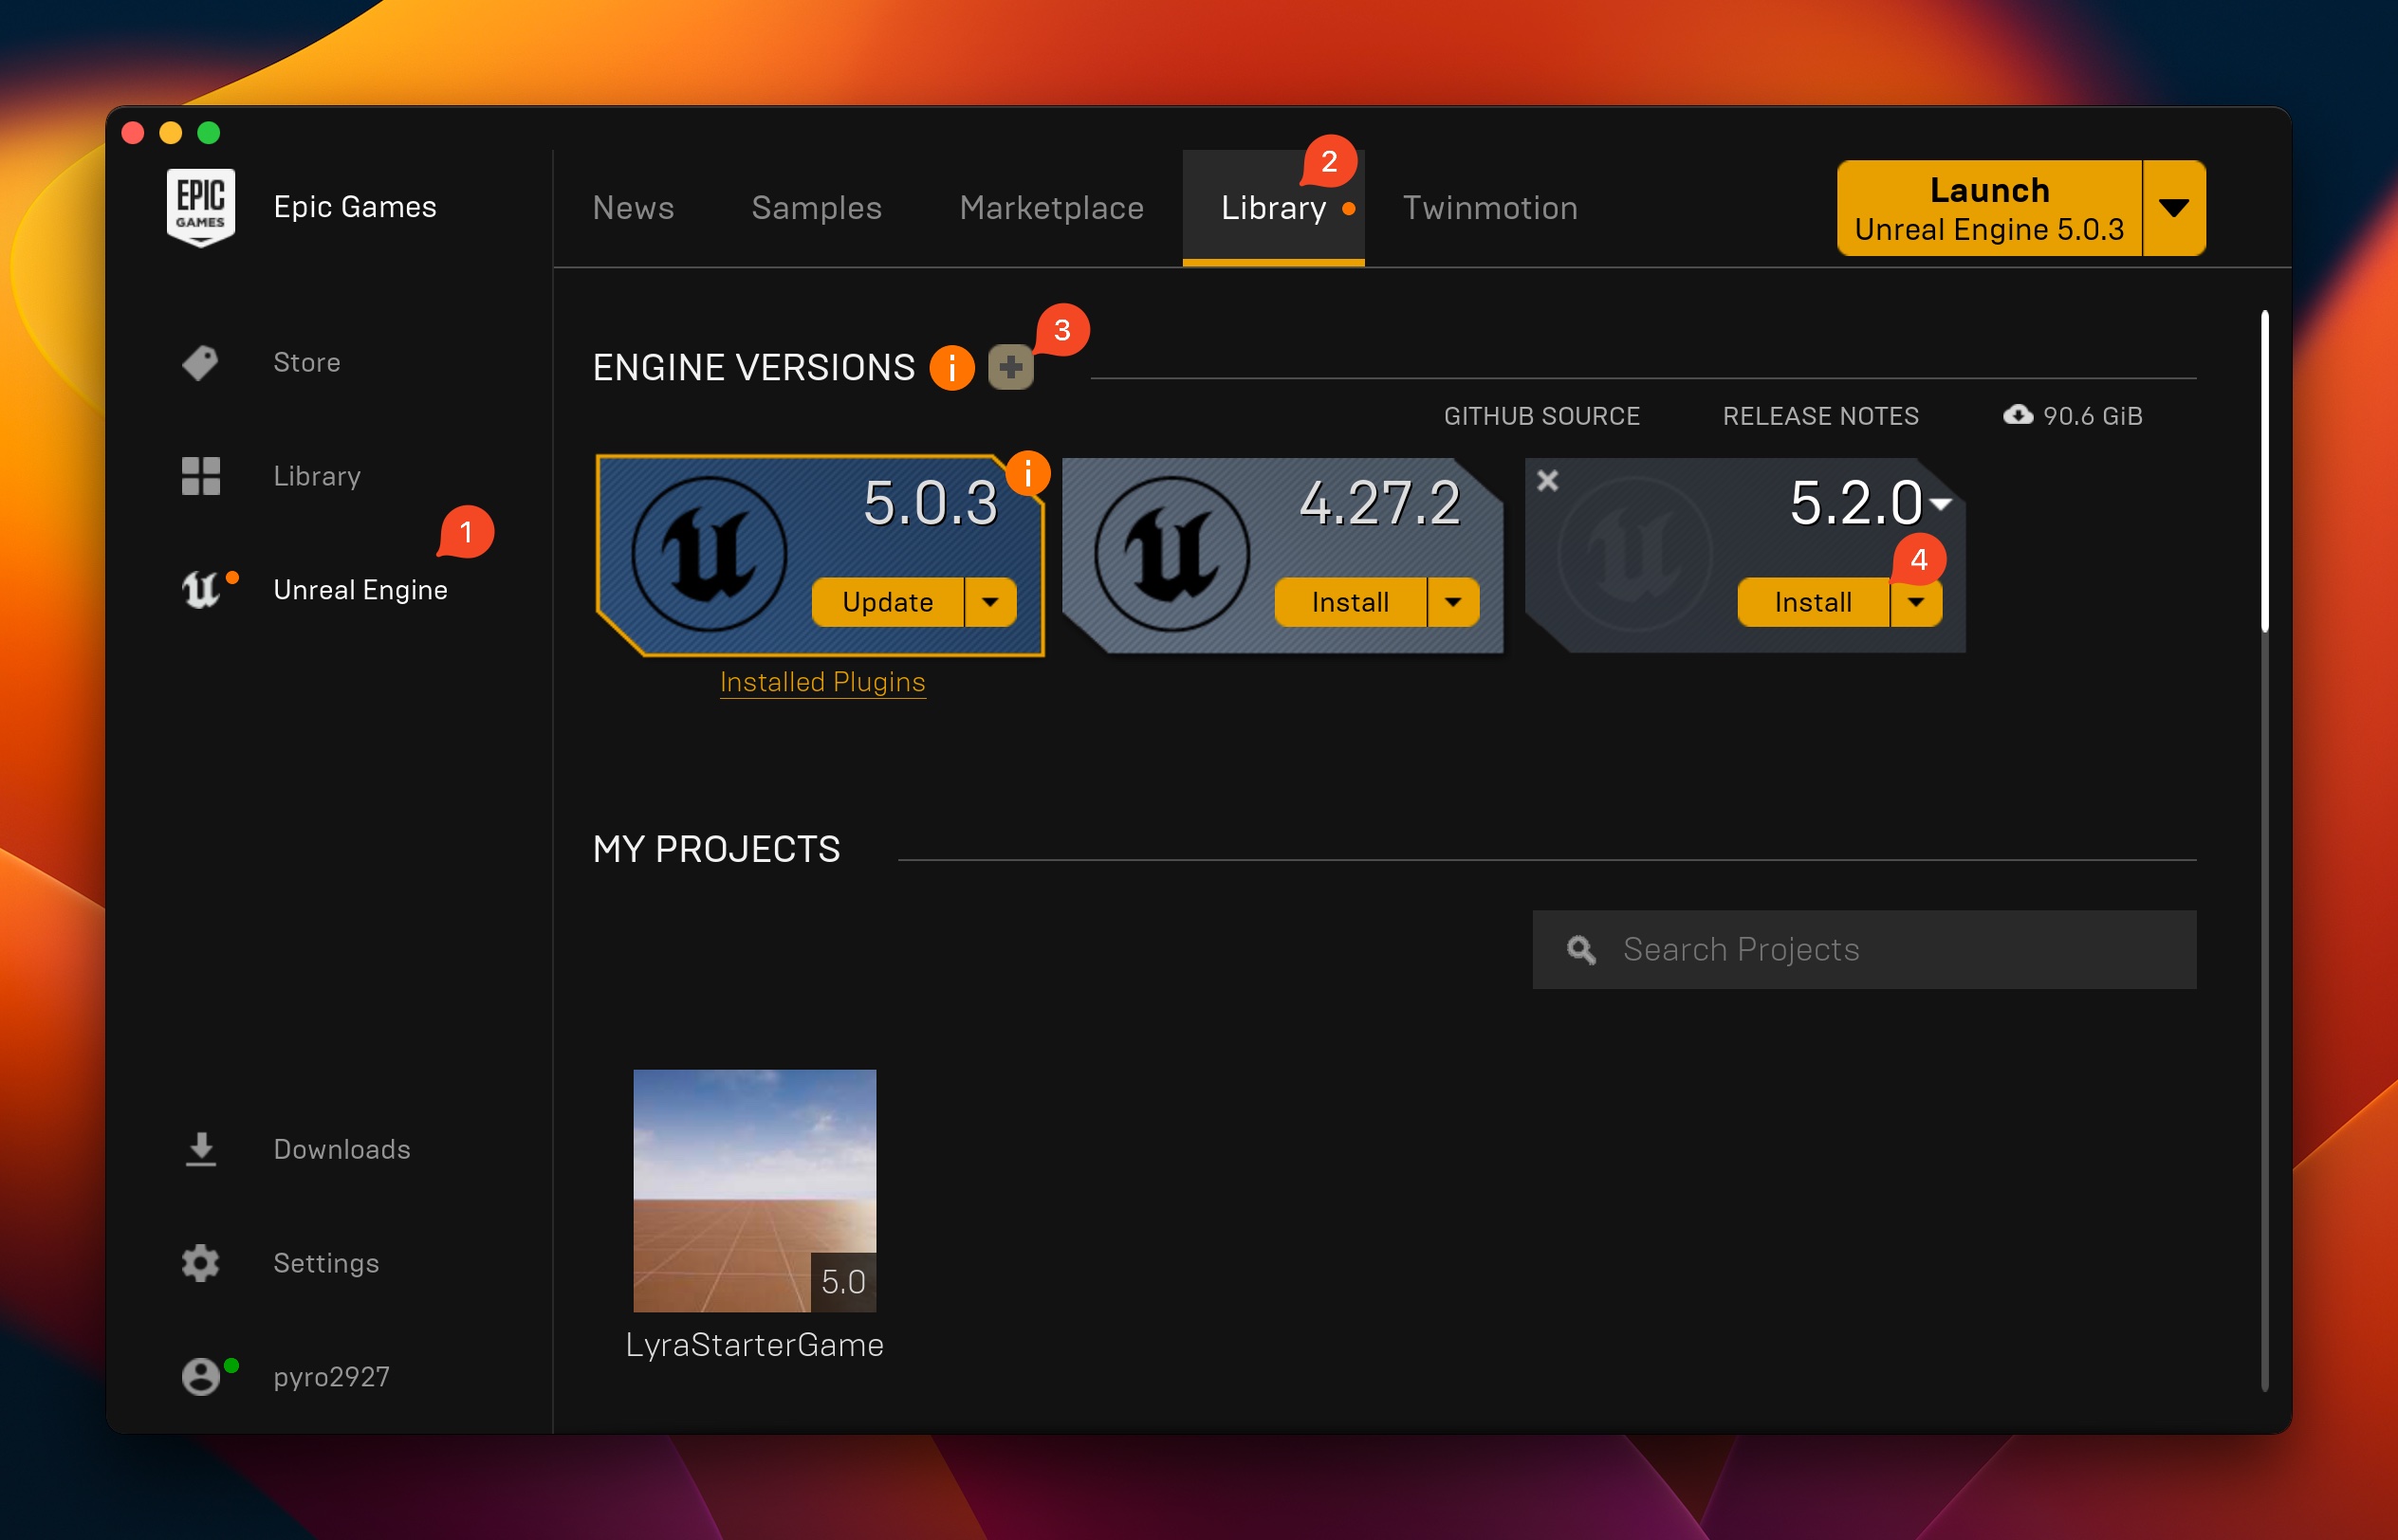 EPIC
GAMES
Epic Games
Store
Library
1
Unreal Engine
Downloads
Settings
pyro2927
News
Samples
Marketplace
2
Library
Twinmotion
Launch
Unreal Engine 5.0.3
ENGINE VERSIONS i
3
GITHUB SOURCE
RELEASE NOTES
90.6 GiB
5.0.3
i
Update
Installed Plugins
4.27.2
Install
5.2.0
4
Install
MY PROJECTS
Search Projects
5.0
LyraStarterGame